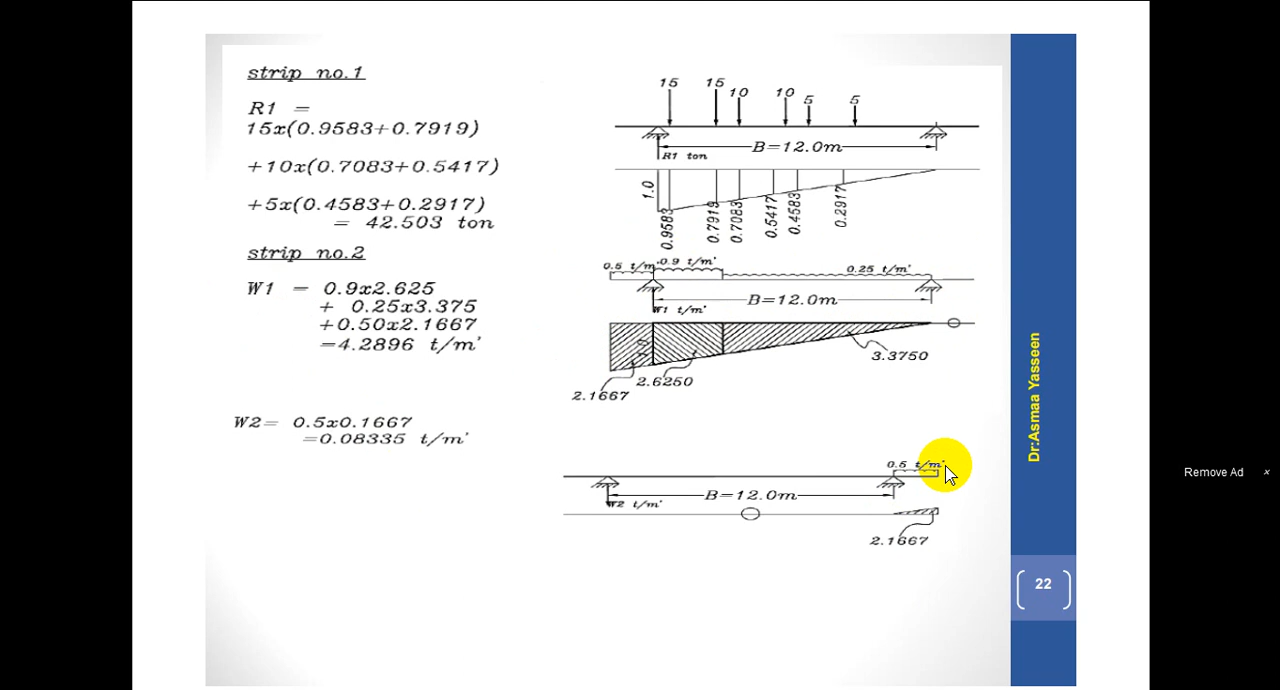 strip no.1
R1 =
15x(0.9583+0.7919)
+10x(0.7083+0.5417)
+5x(0.4583+0.2917)
= 42.503 ton
strip no.2
W1 = 0.9x2.625
+ 0.25x3.375
+0.50x2.1667
=4.2896 t/m'
W2= 0.5x0.1667
=0.08335 t/m'
15 15 10 10 5 5
B=12.0m
R1 ton
1.0
0.9583
0.7919
0.7083
0.5417
0.4583
0.2917
0.5 t/m 0.9 t/m' 0.25 t/m'
B=12.0m
W1 t/m'
1.0
3.3750
2.6250
2.1667
0.5 t/m'
B=12.0m
W2 t/m'
2.1667
Dr:Asmaa Yasseen
22
Remove Ad ×